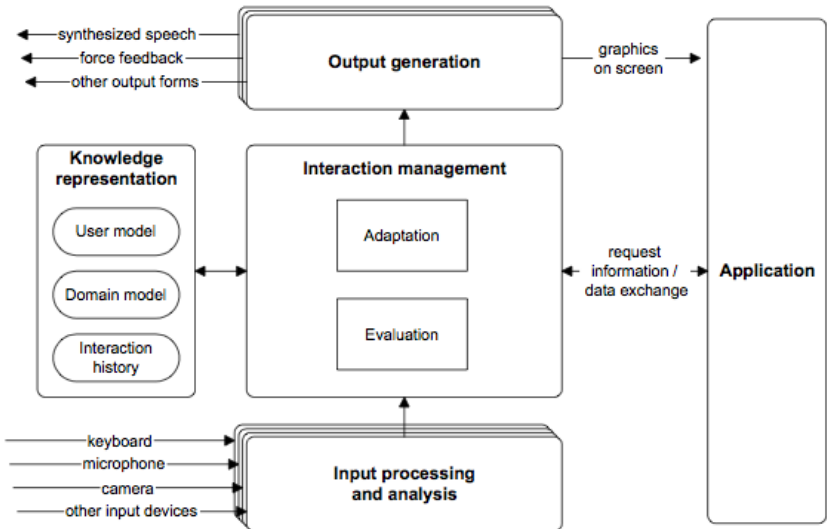 synthesized speech
force feedback
other output forms
Output generation
graphics
on screen
Knowledge
representation
User model
Domain model
Interaction
history
Interaction management
Adaptation
Evaluation
request
information /
data exchange
Application
keyboard
microphone
camera
other input devices
Input processing
and analysis